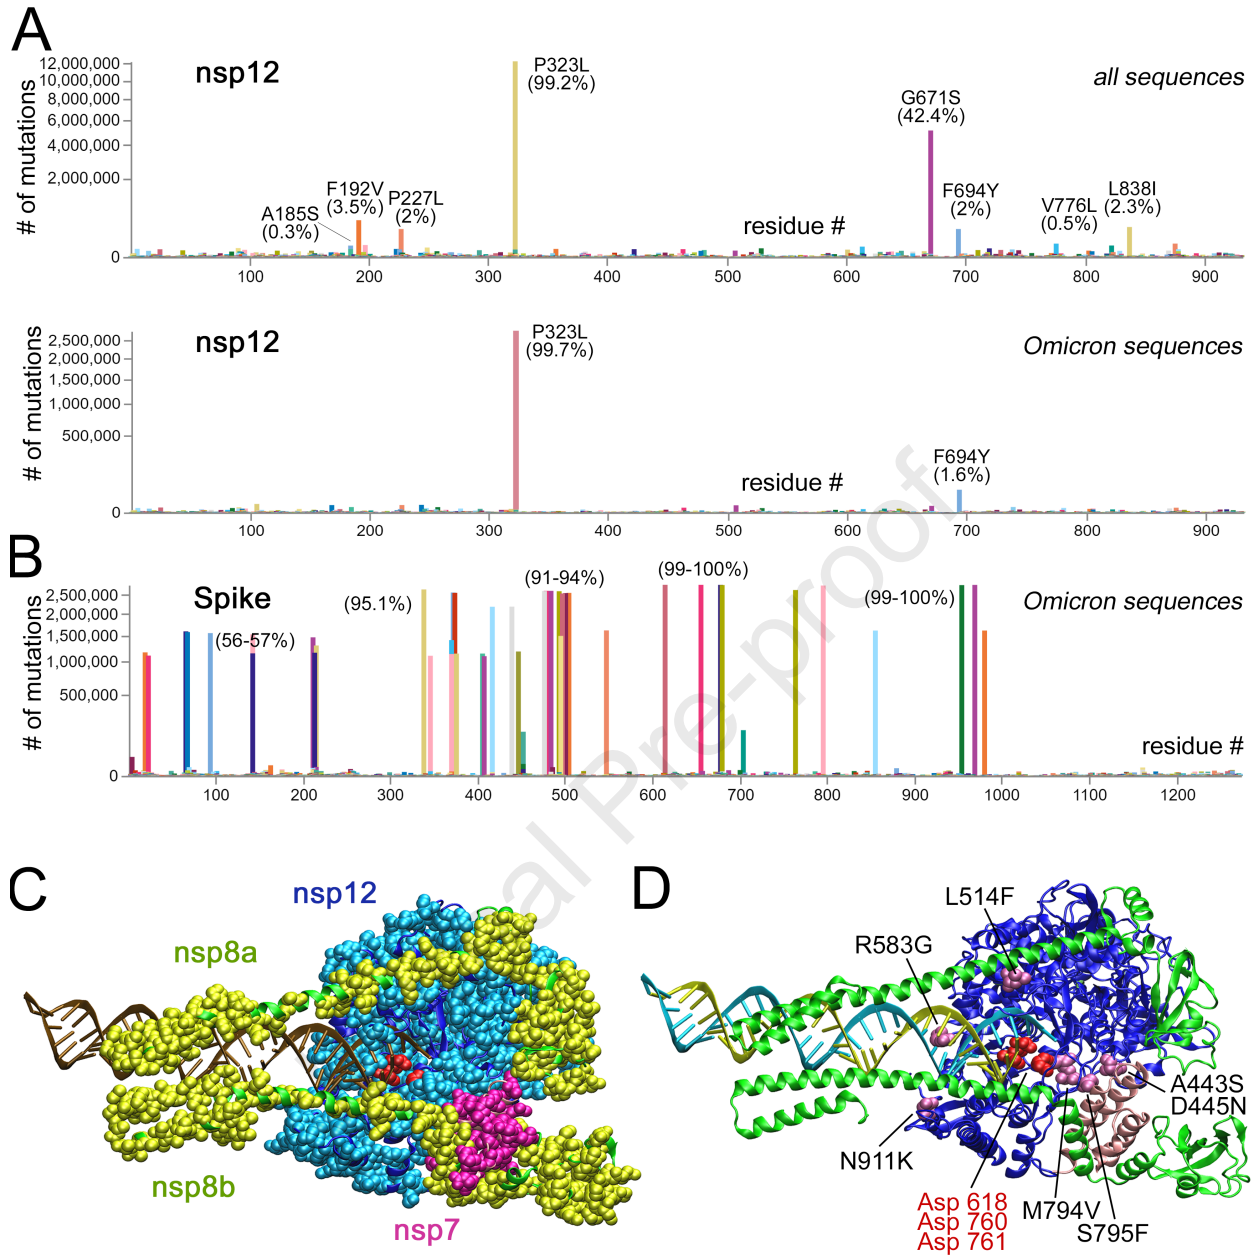 A
nsp12
all sequences
# of mutations
12,000,000
10,000,000
8,000,000
6,000,000
4,000,000
2,000,000
0
P323L
(99.2%)
G671S
(42.4%)
A185S
(0.3%)
F192V
(3.5%)
P227L
(2%)
F694Y
(2%)
V776L
(0.5%)
L838I
(2.3%)
residue #
100 200 300 400 500 600 700 800 900
nsp12
Omicron sequences
# of mutations
2,500,000
2,000,000
1,500,000
1,000,000
500,000
0
P323L
(99.7%)
F694Y
(1.6%)
residue #
100 200 300 400 500 600 700 800 900
B
Spike
Omicron sequences
# of mutations
2,500,000
2,000,000
1,500,000
1,000,000
500,000
0
(56-57%)
(95.1%)
(91-94%)
(99-100%)
(99-100%)
residue #
100 200 300 400 500 600 700 800 900 1000 1100 1200
al Pre-proof
C
nsp12
nsp8a
nsp8b
nsp7
D
L514F
R583G
A443S
D445N
N911K
Asp 618
Asp 760
Asp 761
M794V
S795F